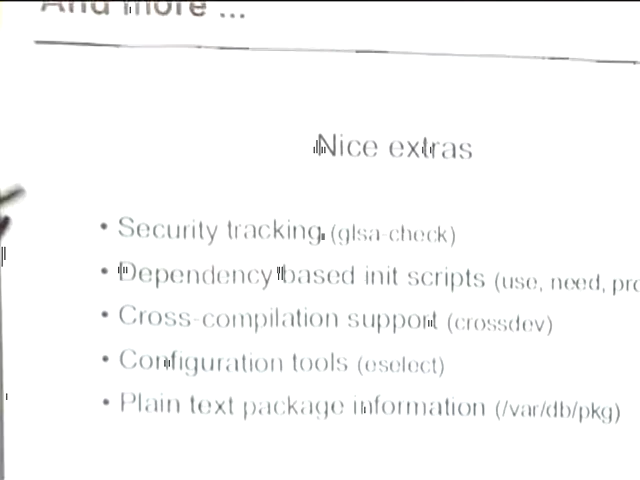 And more ...
Nice extras
• Security tracking (glsa-check)
• Dependency based init scripts (use, need,
• Cross-compilation support (crossdev)
• Configuration tools (eselect)
• Plain text package information (/var/db/pkg)